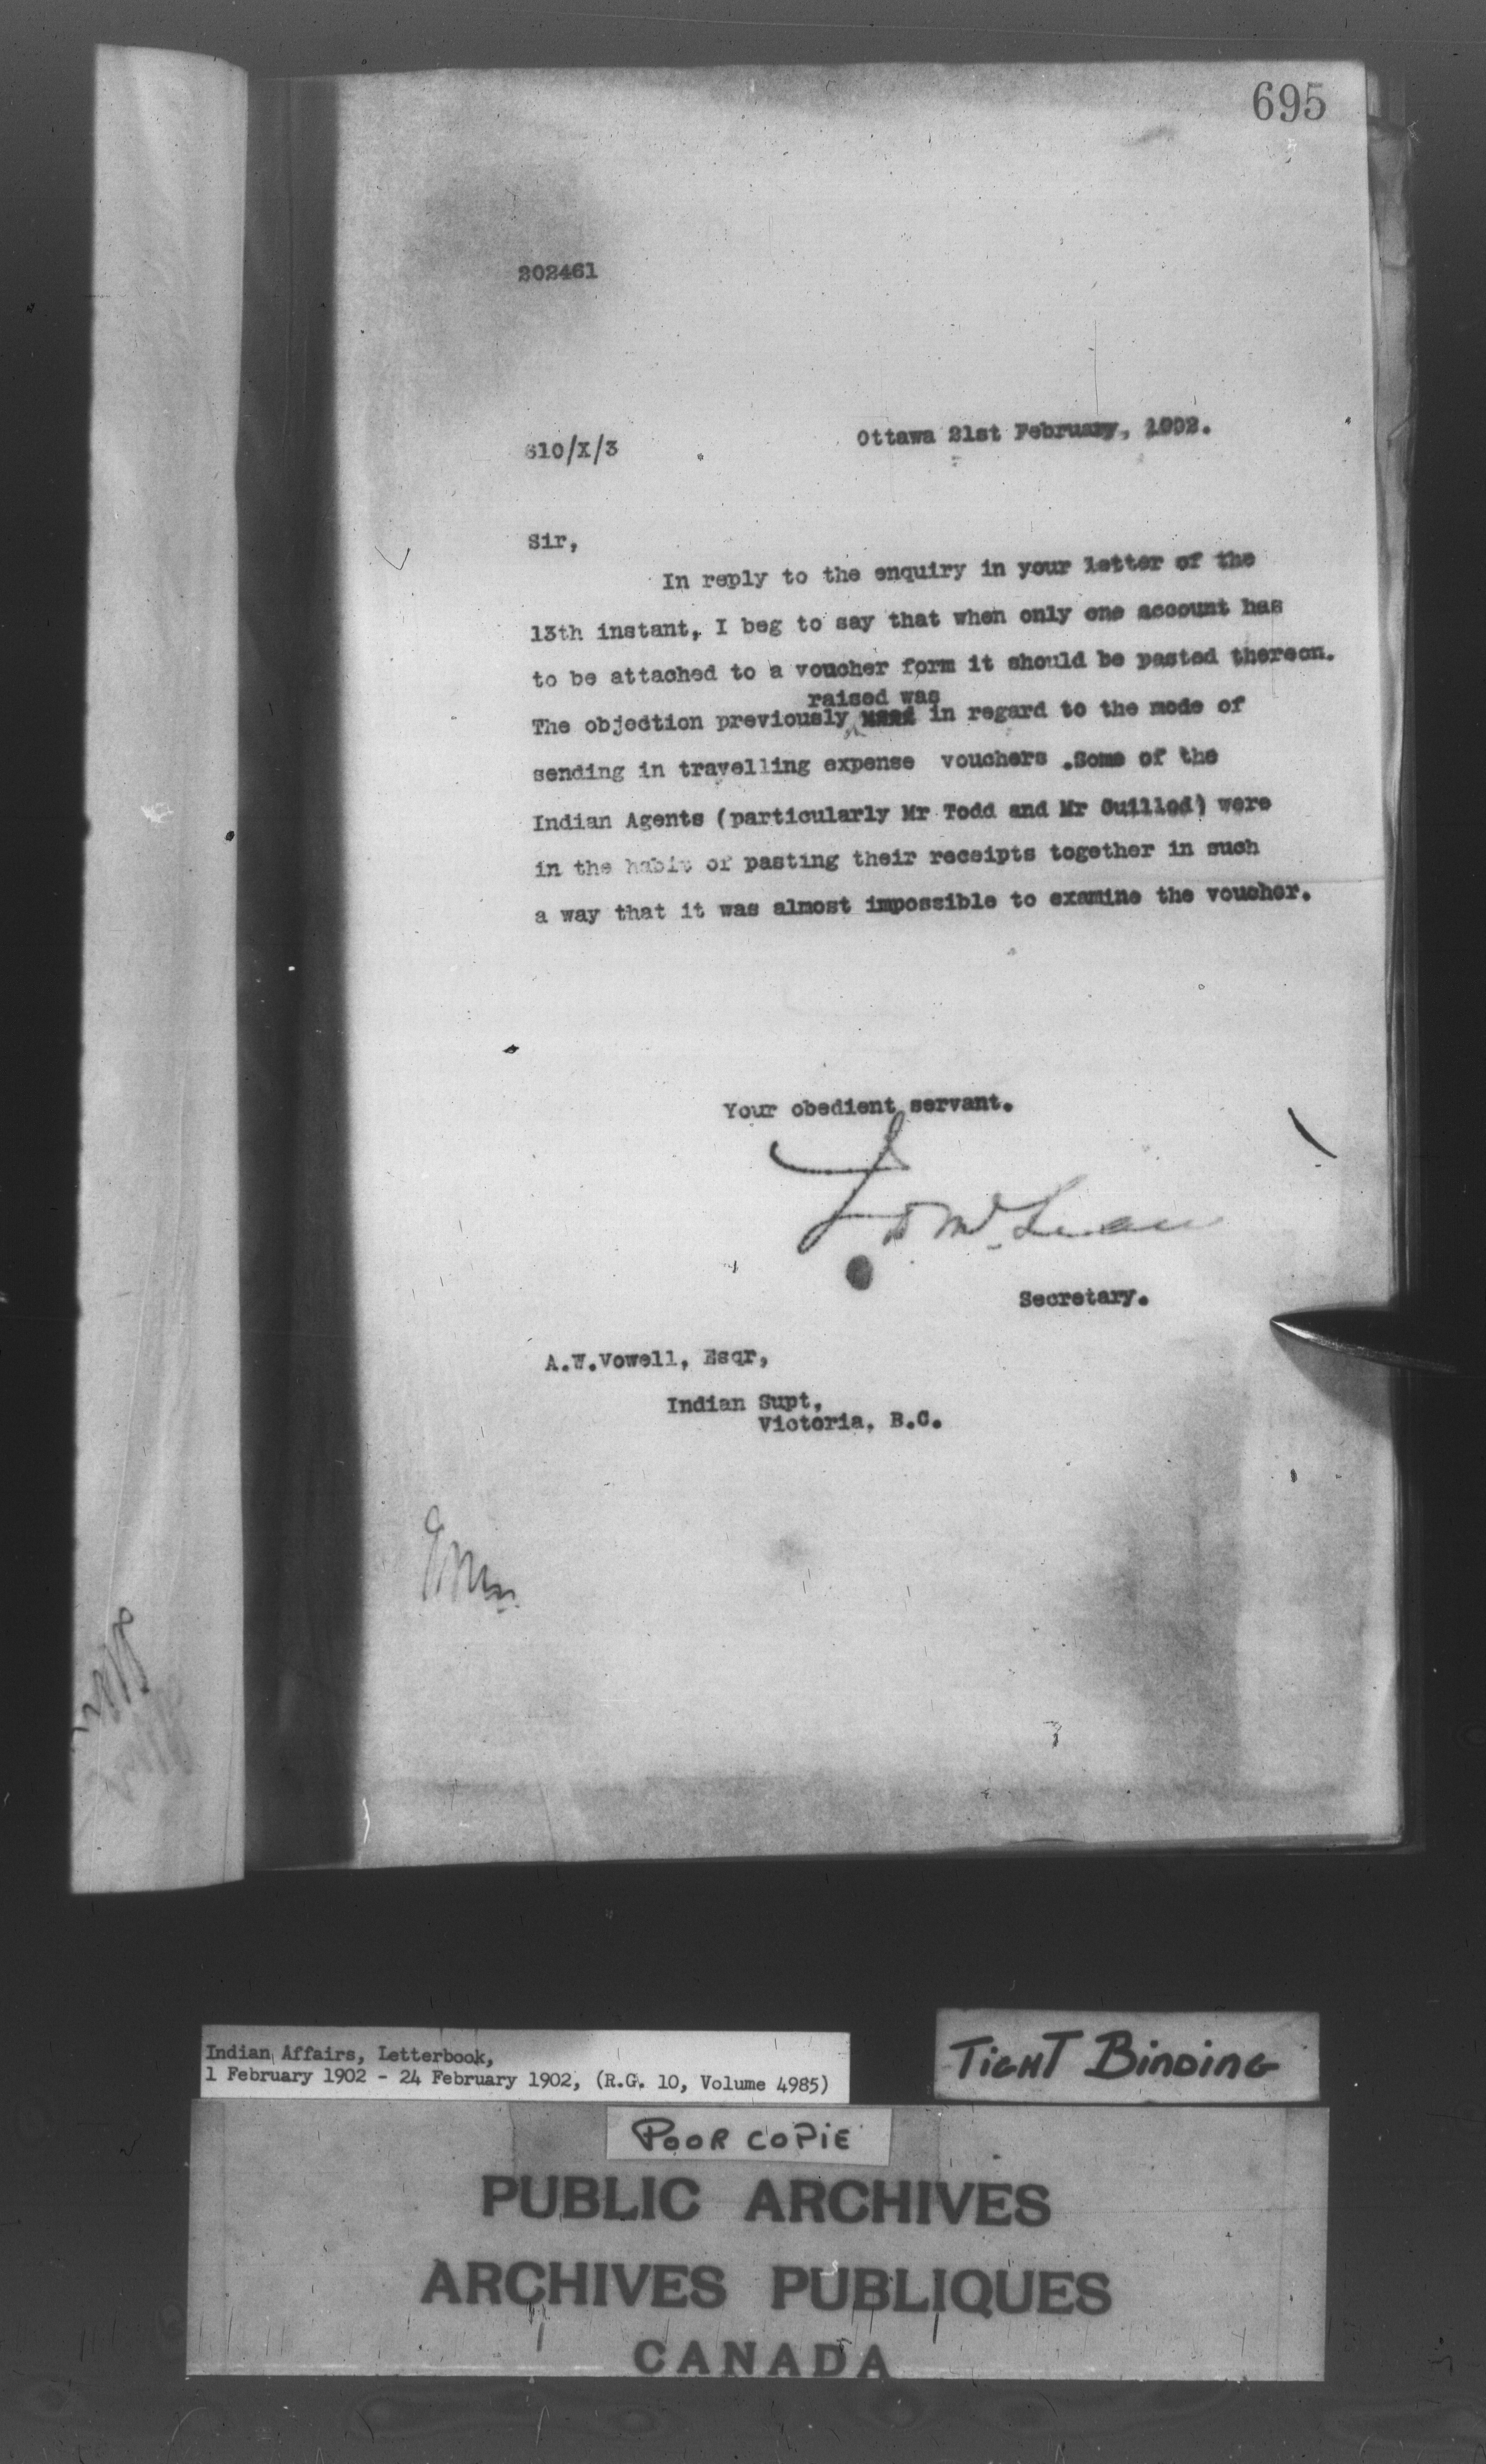 695
202461
810/X/3
Ottawa 21st February, 1902.
Sir,
In reply to the enquiry in your letter of the
13th instant, I beg to say that when only one account has
to be attached to a voucher form it should be pasted thereon.
raised was
The objection previously in regard to the mode of
sending in travelling expense vouchers .Some of the
Indian Agents (particularly Mr Todd and Mr Guillod) were
in the habit of pasting their receipts together in such
a way that it was almost impossible to examine the voucher.
Your obedient servant.
J D McLean
Secretary.
A.W.Vowell, Esqr,
Indian Supt,
Victoria, B.C.
Indian Affairs, Letterbook,
1 February 1902 - 24 February 1902, (R.G. 10, Volume 4985)
TIGHT BINDING
POOR COPIE
PUBLIC ARCHIVES
ARCHIVES PUBLIQUES
CANADA